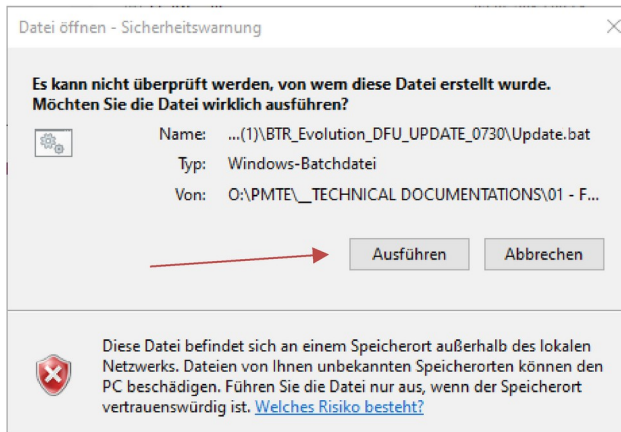 Datei öffnen - Sicherheitswarnung
Es kann nicht überprüft werden, von wem diese Datei erstellt wurde.
Möchten Sie die Datei wirklich ausführen?
Name: ...(1)\BTR_Evolution_DFU_UPDATE_0730\Update.bat
Typ: Windows-Batchdatei
Von: O:\PMTE\__TECHNICAL DOCUMENTATIONS\01 - F...
Ausführen Abbrechen
Diese Datei befindet sich an einem Speicherort außerhalb des lokalen
Netzwerks. Dateien von Ihnen unbekannten Speicherorten können den
PC beschädigen. Führen Sie die Datei nur aus, wenn der Speicherort
vertrauenswürdig ist. Welches Risiko besteht?